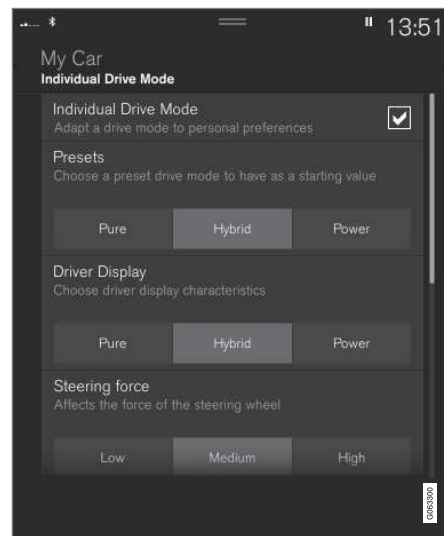 13:51
My Car
Individual Drive Mode
Individual Drive Mode
Adapt a drive mode to personal preferences
Presets
Choose a preset drive mode to have as a starting value
Pure Hybrid Power
Driver Display
Choose driver display characteristics
Pure Hybrid Power
Steering force
Affects the force of the steering wheel
Low Medium High
G063300